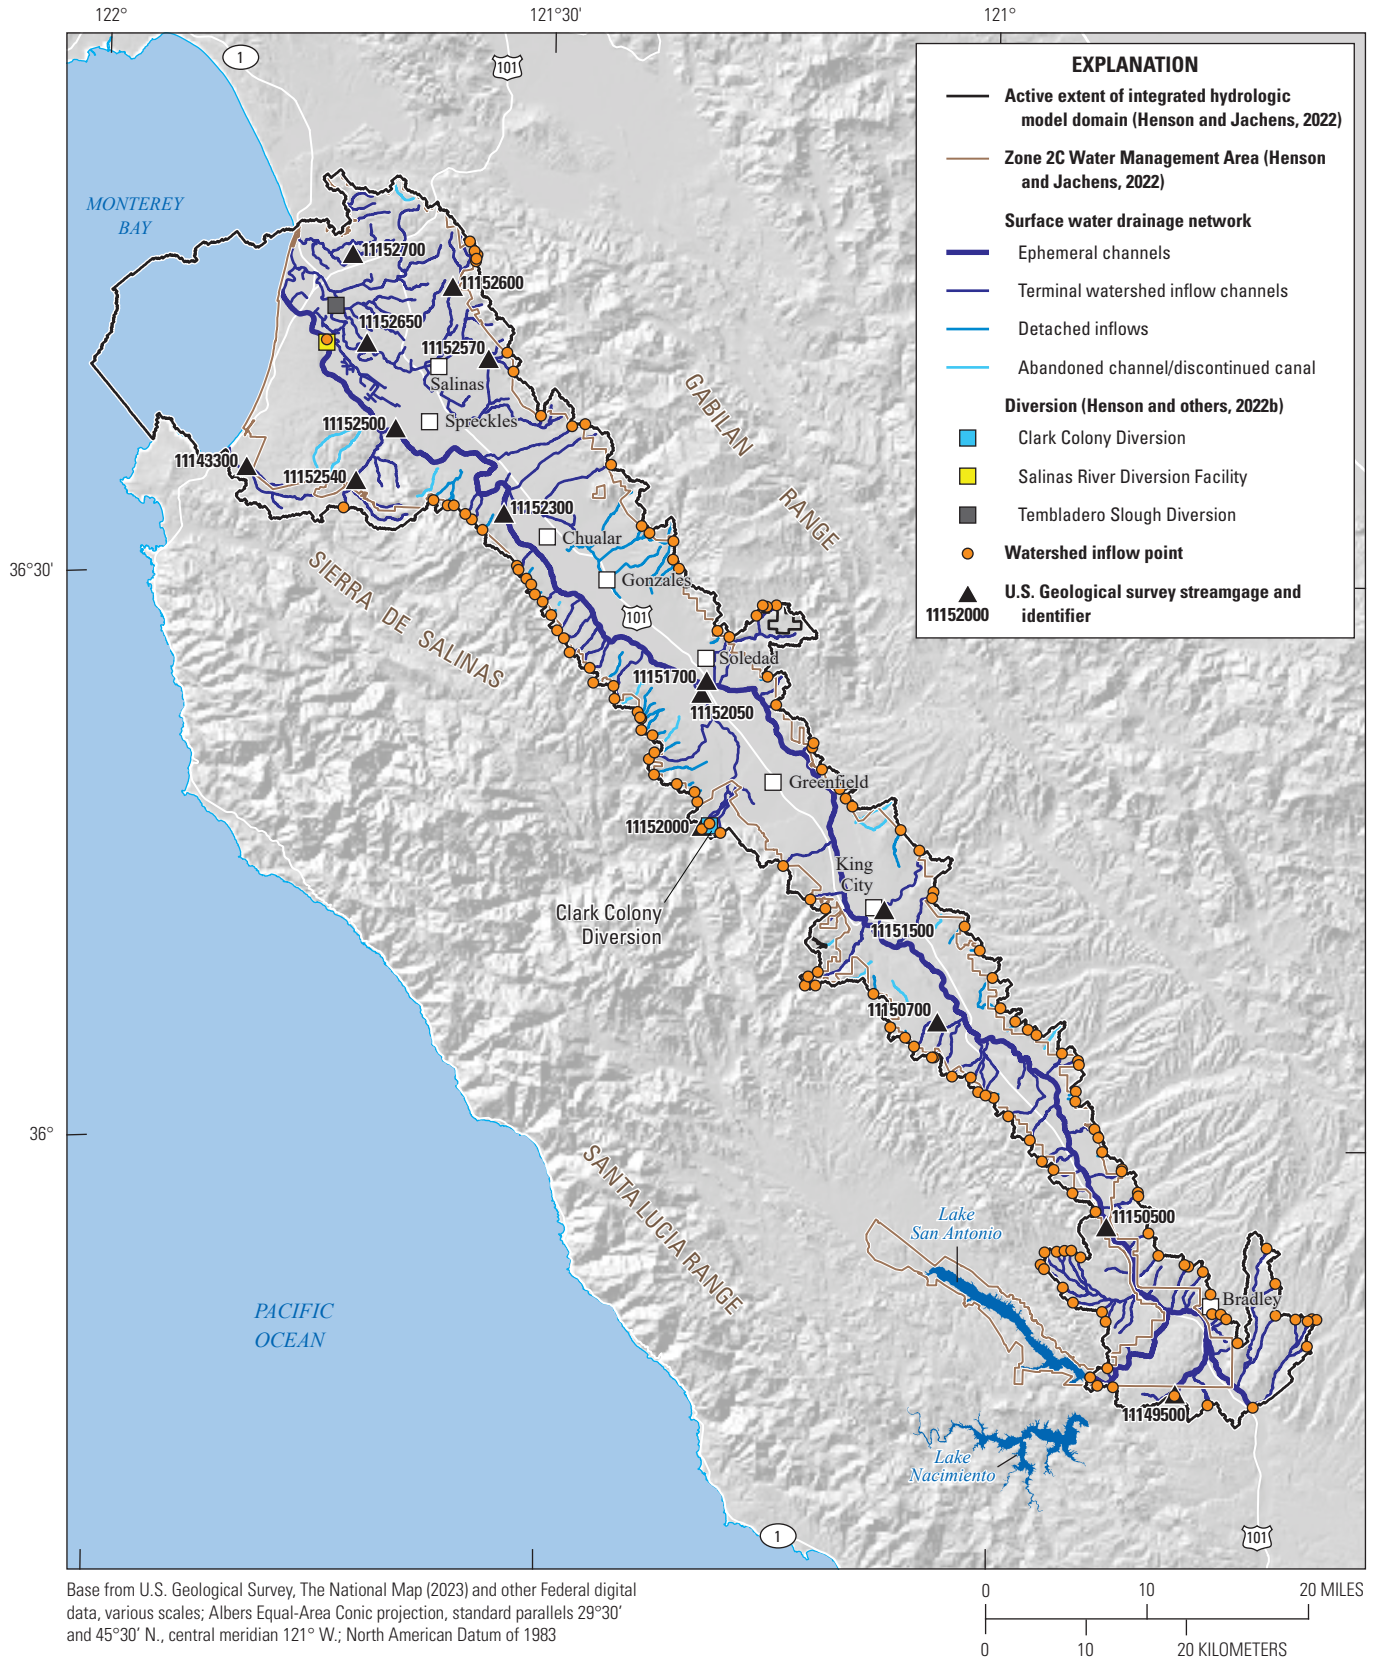 122°
121°30'
121°
1
101
EXPLANATION
Active extent of integrated hydrologic
model domain (Henson and Jachens, 2022)
Zone 2C Water Management Area (Henson
and Jachens, 2022)
Surface water drainage network
Ephemeral channels
Terminal watershed inflow channels
Detached inflows
Abandoned channel/discontinued canal
Diversion (Henson and others, 2022b)
Clark Colony Diversion
Salinas River Diversion Facility
Tembladero Slough Diversion
Watershed inflow point
U.S. Geological survey streamgage and
identifier
11152000
MONTEREY
BAY
11152700
11152600
11152650
11152570
Salinas
Spreckles
11152500
11143300
11152540
11152300
Chualar
Gonzales
101
GABILAN
RANGE
36°30'
SIERRA DE SALINAS
Soledad
11151700
11152050
Greenfield
11152000
King
City
Clark Colony
Diversion
11151500
11150700
36°
SANTA LUCIA RANGE
11150500
Lake
San Antonio
Bradley
PACIFIC
OCEAN
11149500
Lake
Nacimiento
1
101
Base from U.S. Geological Survey, The National Map (2023) and other Federal digital
data, various scales; Albers Equal-Area Conic projection, standard parallels 29°30'
and 45°30' N., central meridian 121° W.; North American Datum of 1983
0 10 20 MILES
0 10 20 KILOMETERS